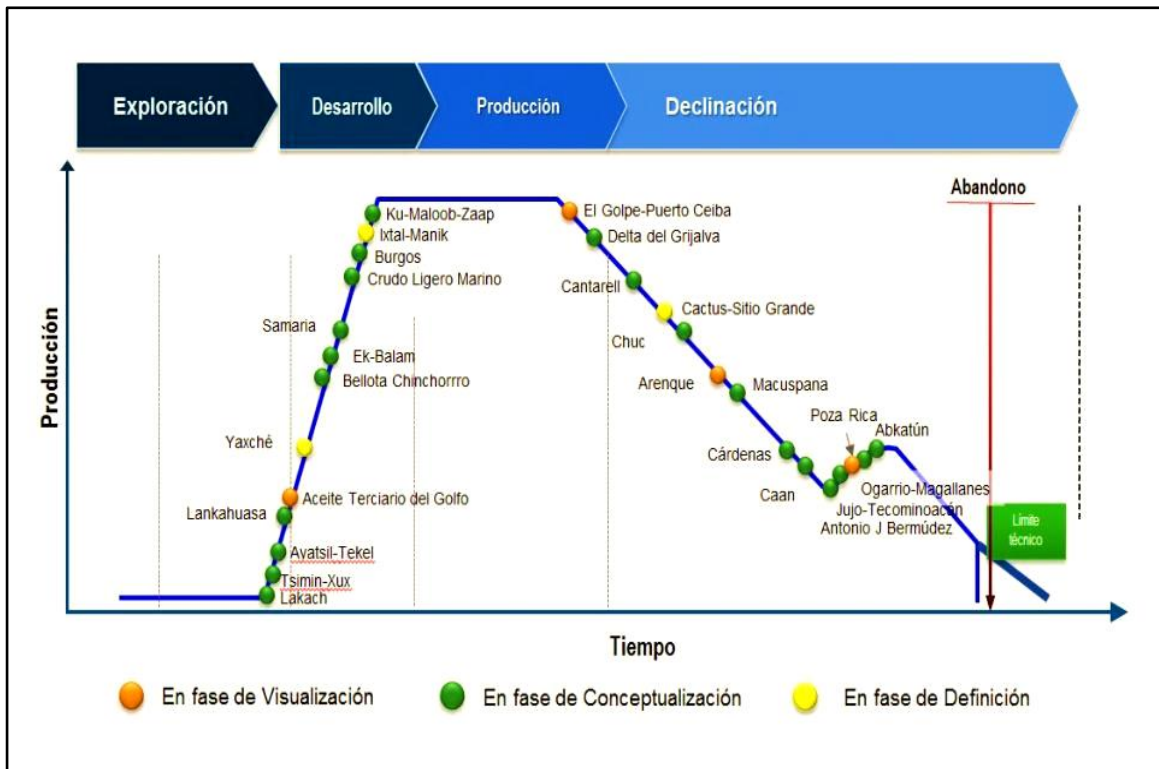 Exploración
Desarrollo
Producción
Declinación
Abandono
Producción
Ku-Maloob-Zaap
Ixtal-Manik
Burgos
Crudo Ligero Marino
Samaria
Ek-Balam
Bellota Chinchorrro
Yaxché
Aceite Terciario del Golfo
Lankahuasa
Ayatsil-Tekel
Tsimin-Xux
Lakach
El Golpe-Puerto Ceiba
Delta del Grijalva
Cantarell
Cactus-Sitio Grande
Chuc
Arenque
Macuspana
Poza Rica
Abkatún
Cárdenas
Caan
Ogarrio-Magallanes
Jujo-Tecominoacán
Antonio J Bermúdez
Límite
técnico
Tiempo
En fase de Visualización
En fase de Conceptualización
En fase de Definición